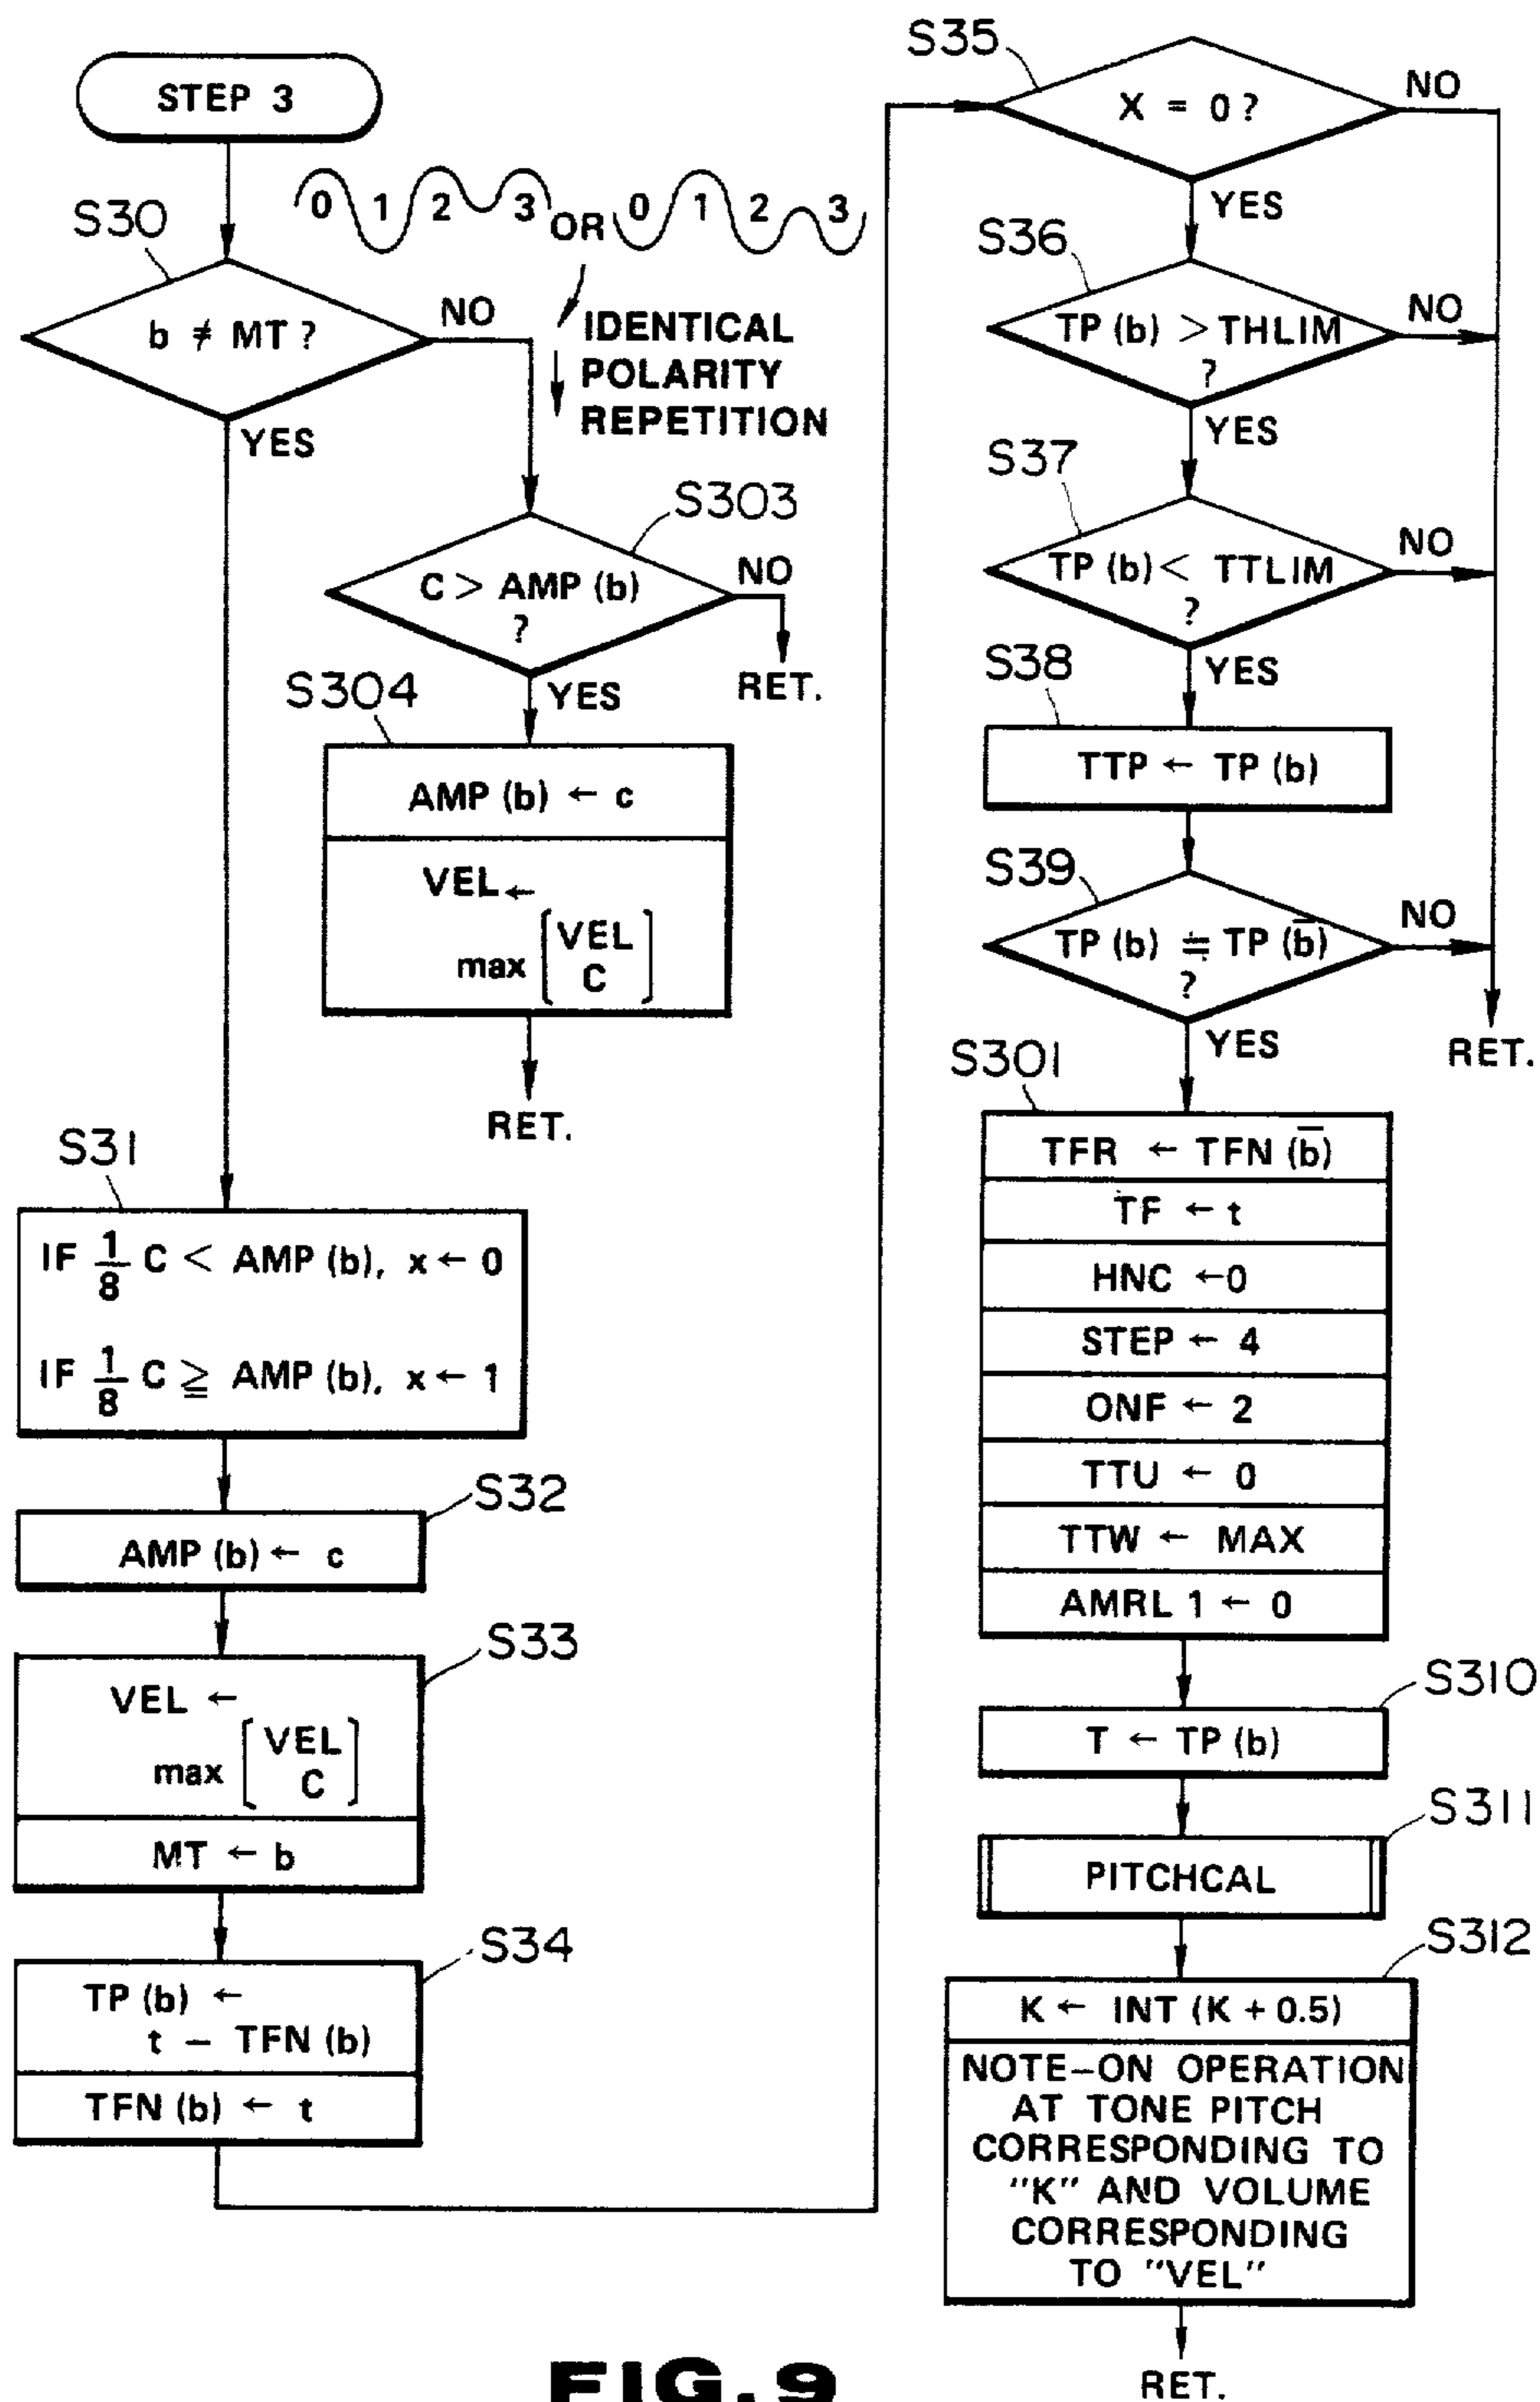 STEP 3
0 1 2 3 OR 0 1 2 3
S30
b ≠ MT ?
NO
YES
IDENTICAL
POLARITY
REPETITION
S303
C > AMP (b)
?
NO
RET.
YES
S304
AMP (b) ← c
VEL ←
max [VEL
C]
RET.
S31
IF 1/8 C < AMP (b), x ← 0
IF 1/8 C ≧ AMP (b), x ← 1
S32
AMP (b) ← c
S33
VEL ←
max [VEL
C]
MT ← b
S34
TP (b) ←
t − TFN (b)
TFN (b) ← t
S35
X = 0 ?
NO
YES
S36
TP (b) > THLIM
?
NO
YES
S37
TP (b) < TTLIM
?
NO
YES
S38
TTP ← TP (b)
S39
TP (b) ≒ TP (b̅)
?
NO
RET.
YES
S301
TFR ← TFN (b̅)
TF ← t
HNC ← 0
STEP ← 4
ONF ← 2
TTU ← 0
TTW ← MAX
AMRL 1 ← 0
S310
T ← TP (b)
S311
PITCHCAL
S312
K ← INT (K + 0.5)
NOTE-ON OPERATION
AT TONE PITCH
CORRESPONDING TO
"K" AND VOLUME
CORRESPONDING
TO "VEL"
RET.
FIG. 9